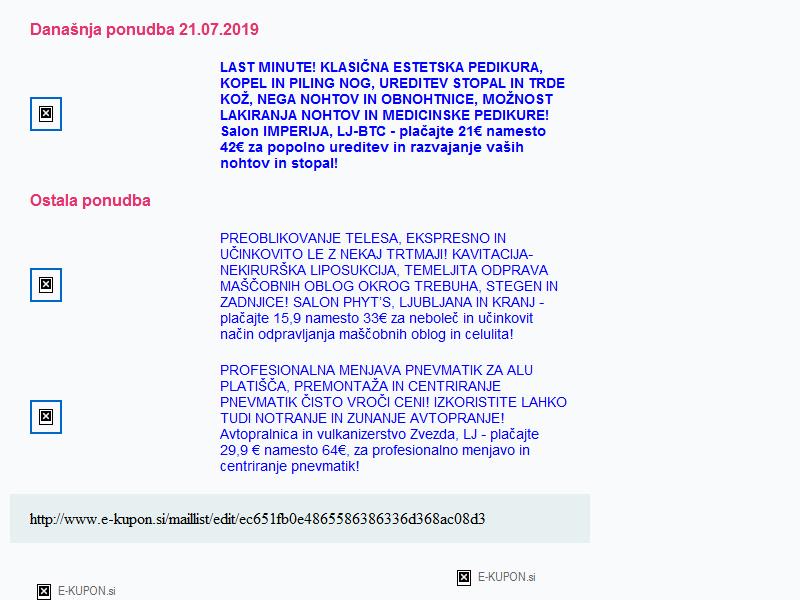 Današnja ponudba 21.07.2019
LAST MINUTE! KLASIČNA ESTETSKA PEDIKURA,
KOPEL IN PILING NOG, UREDITEV STOPAL IN TRDE
KOŽ, NEGA NOHTOV IN OBNOHTNICE, MOŽNOST
LAKIRANJA NOHTOV IN MEDICINSKE PEDIKURE!
Salon IMPERIJA, LJ-BTC - plačajte 21€ namesto
42€ za popolno ureditev in razvajanje vaših
nohtov in stopal!
Ostala ponudba
PREOBLIKOVANJE TELESA, EKSPRESNO IN
UČINKOVITO LE Z NEKAJ TRTMAJI! KAVITACIJA-
NEKIRURŠKA LIPOSUKCIJA, TEMELJITA ODPRAVA
MAŠČOBNIH OBLOG OKROG TREBUHA, STEGEN IN
ZADNJICE! SALON PHYT'S, LJUBLJANA IN KRANJ -
plačajte 15,9 namesto 33€ za neboleč in učinkovit
način odpravljanja maščobnih oblog in celulita!
PROFESIONALNA MENJAVA PNEVMATIK ZA ALU
PLATIŠČA, PREMONTAŽA IN CENTRIRANJE
PNEVMATIK ČISTO VROČI CENI! IZKORISTITE LAHKO
TUDI NOTRANJE IN ZUNANJE AVTOPRANJE!
Avtopralnica in vulkanizerstvo Zvezda, LJ - plačajte
29,9 € namesto 64€, za profesionalno menjavo in
centriranje pnevmatik!
http://www.e-kupon.si/maillist/edit/ec651fb0e4865586386336d368ac08d3
E-KUPON.si
E-KUPON.si